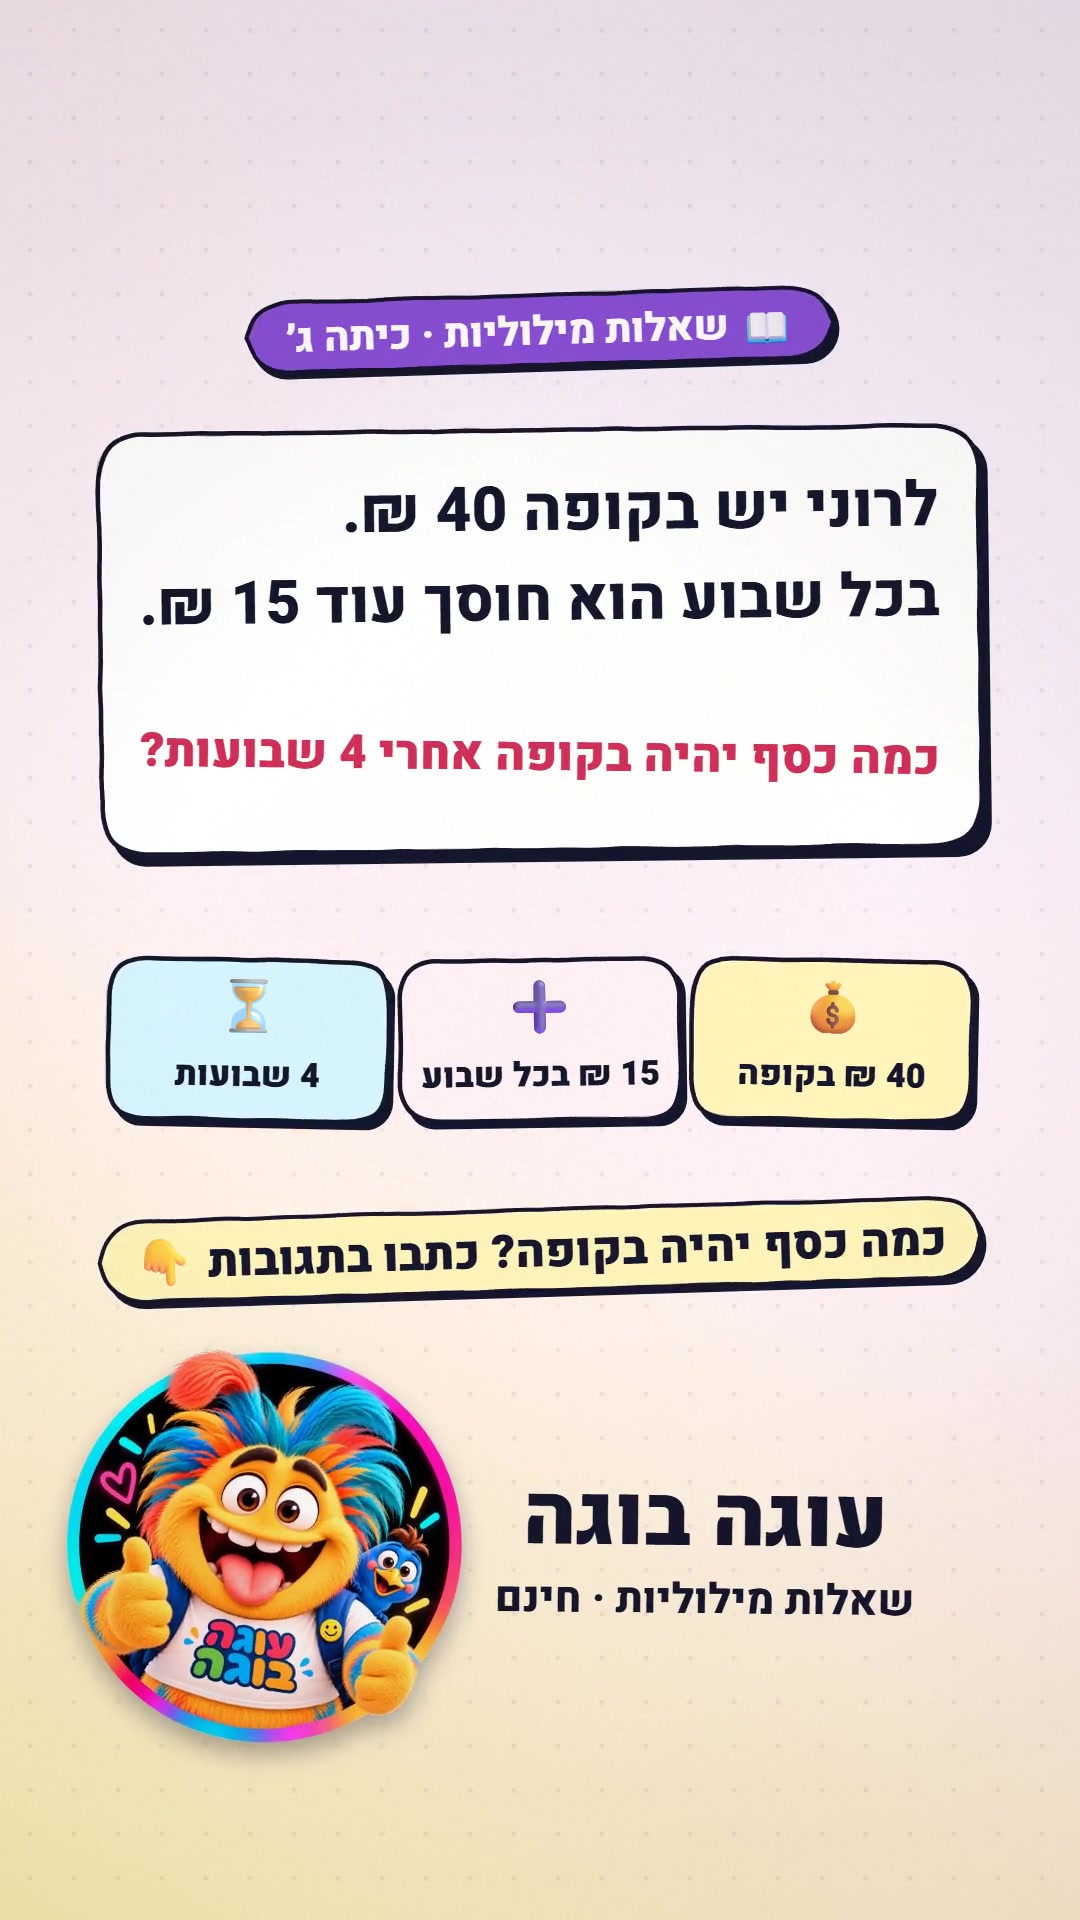 📖 שאלות מילוליות · כיתה ג׳
לרוני יש בקופה 40 ₪.
בכל שבוע הוא חוסך עוד 15 ₪.
כמה כסף יהיה בקופה אחרי 4 שבועות?
40 ₪ בקופה
15 ₪ בכל שבוע
4 שבועות
כמה כסף יהיה בקופה? כתבו בתגובות 👇
עוגה בוגה
שאלות מילוליות · חינם
עוגה
בוגה